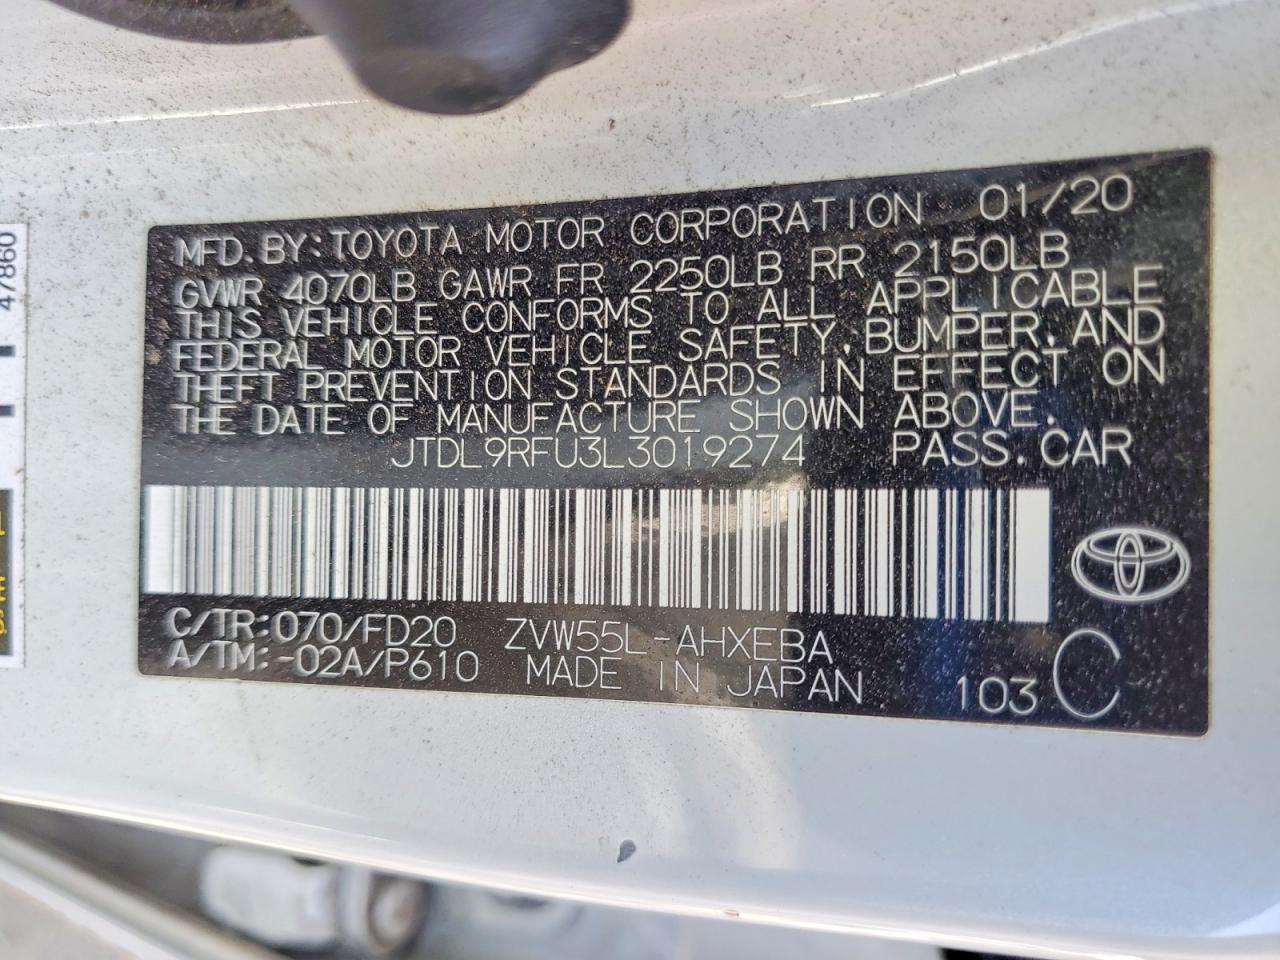 MFD. BY: TOYOTA MOTOR CORPORATION 01/20
GVWR 4070LB GAWR FR 2250LB RR 2150LB
THIS VEHICLE CONFORMS TO ALL APPLICABLE
FEDERAL MOTOR VEHICLE SAFETY, BUMPER, AND
THEFT PREVENTION STANDARDS IN EFFECT ON
THE DATE OF MANUFACTURE SHOWN ABOVE.
JTDL9RFU3L3019274 PASS. CAR
C/TR: 070/FD20 ZVW55L-AHXEBA
A/TM: -02A/P610 MADE IN JAPAN 103 C
47860